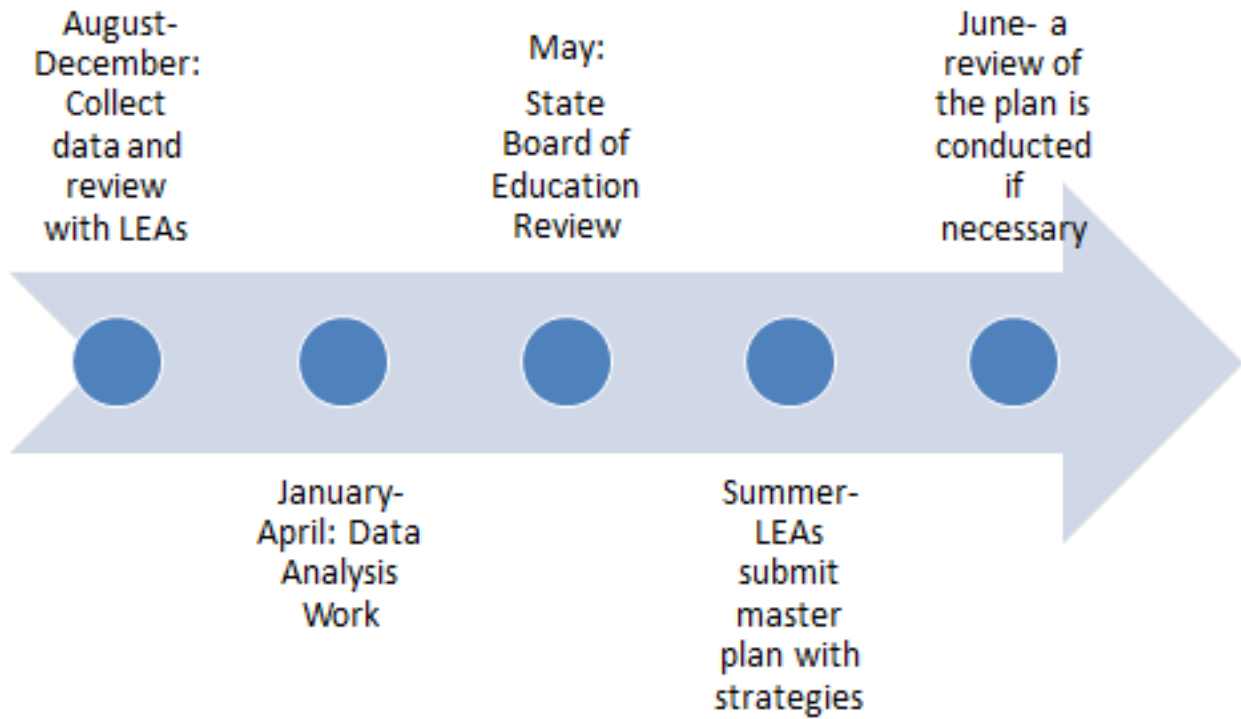 August-
December:
Collect
data and
review
with LEAs
January-
April: Data
Analysis
Work
May:
State
Board of
Education
Review
Summer-
LEAs
submit
master
plan with
strategies
June- a
review of
the plan is
conducted
if
necessary